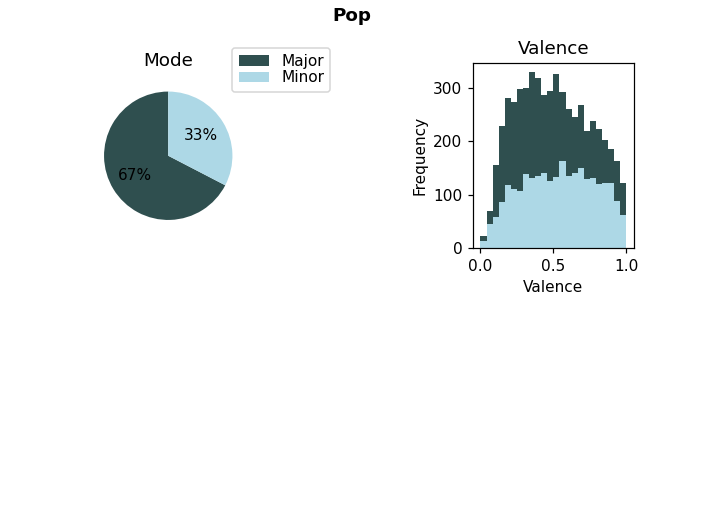 Pop
Mode
Major
Minor
33%
67%
Valence
Frequency
300
200
100
0
0.0
0.5
1.0
Valence